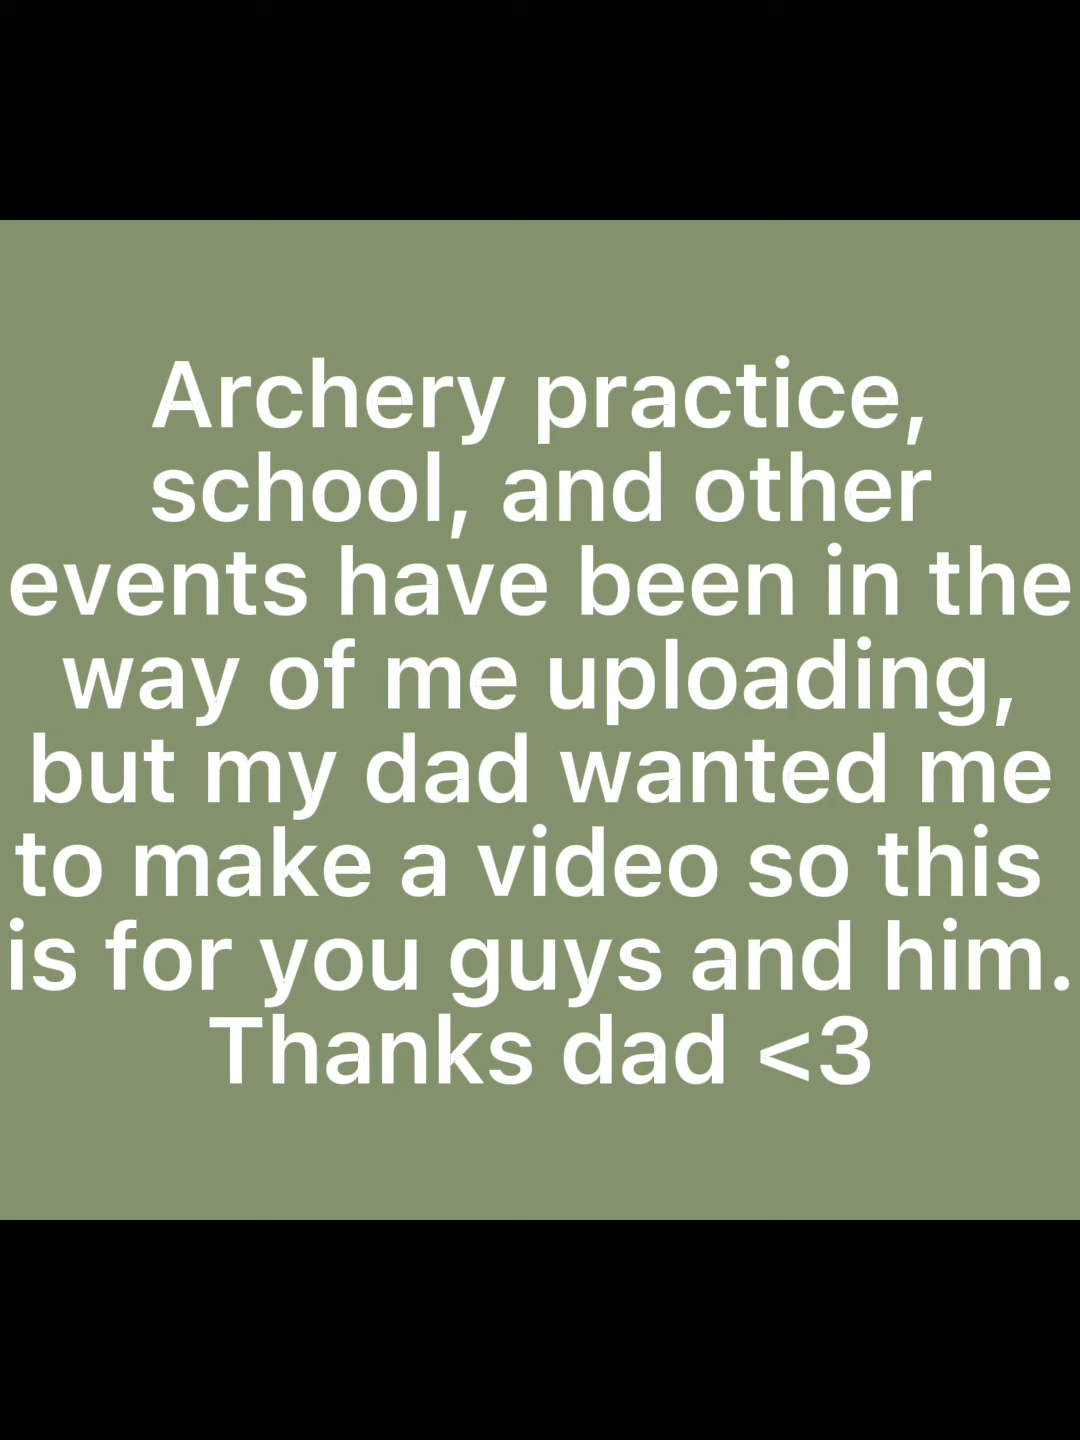 Archery practice,
school, and other
events have been in the
way of me uploading,
but my dad wanted me
to make a video so this
is for you guys and him.
Thanks dad <3